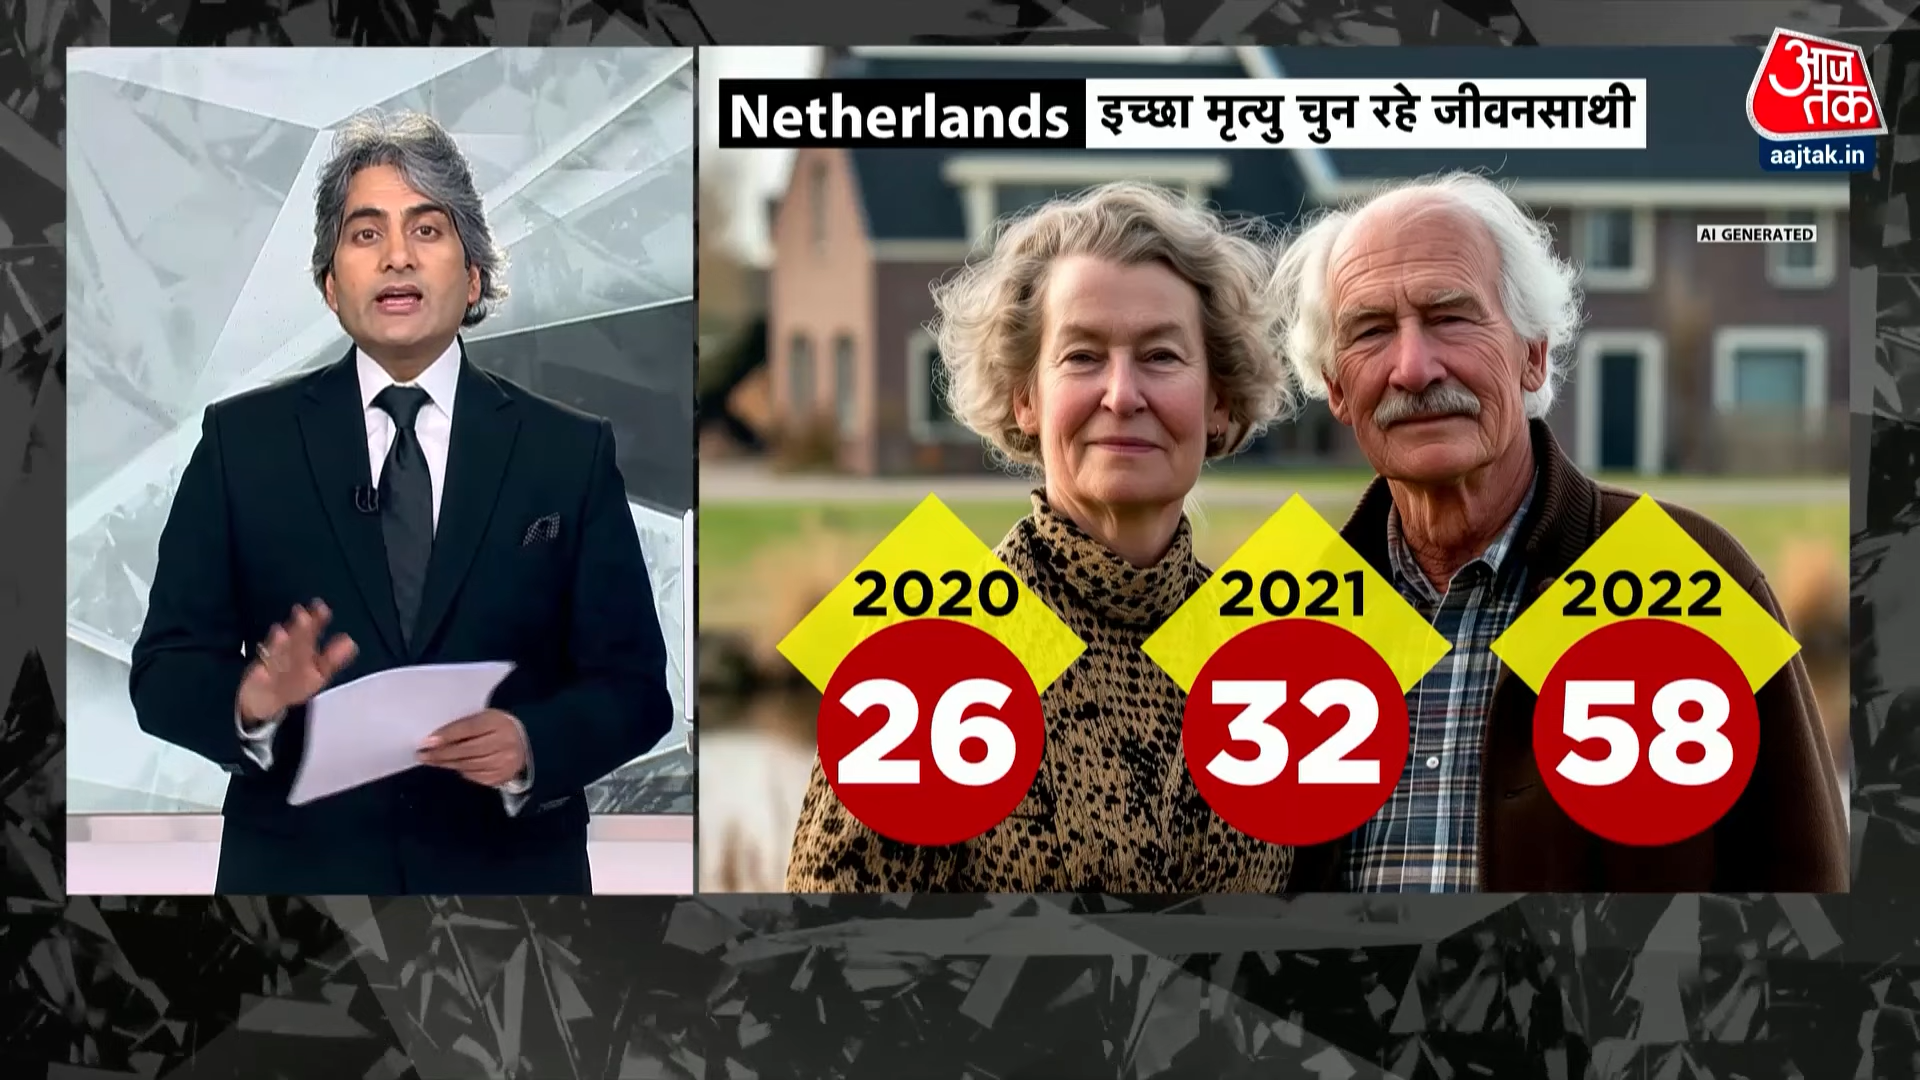 Netherlands इच्छा मृत्यु चुन रहे जीवनसाथी
आज
तक
aajtak.in
AI GENERATED
2020 2021 2022
26 32 58